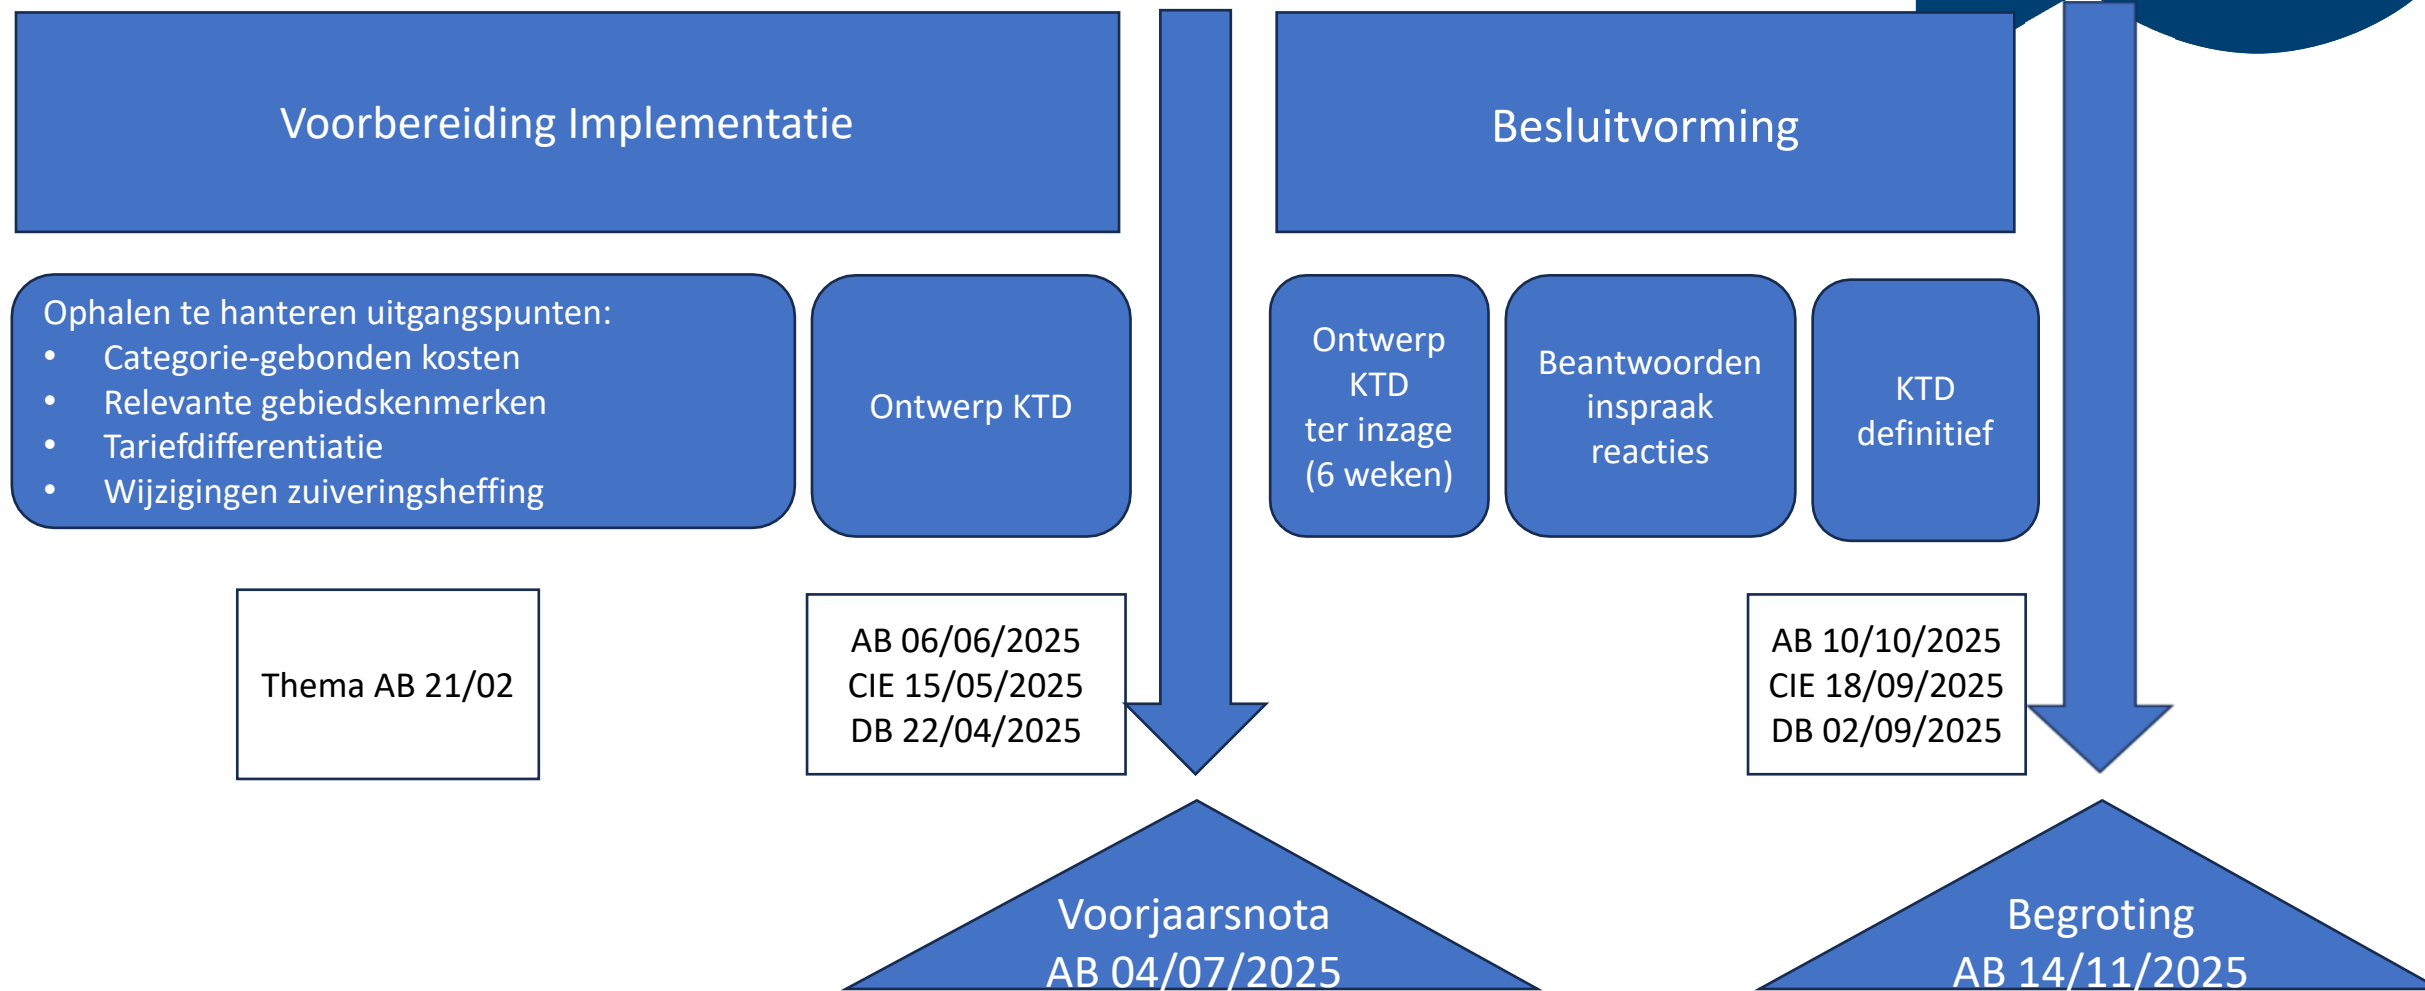 Voorbereiding Implementatie
Besluitvorming
Ophalen te hanteren uitgangspunten:
• Categorie-gebonden kosten
• Relevante gebiedskenmerken
• Tariefdifferentiatie
• Wijzigingen zuiveringsheffing
Ontwerp KTD
Ontwerp
KTD
ter inzage
(6 weken)
Beantwoorden
inspraak
reacties
KTD
definitief
Thema AB 21/02
AB 06/06/2025
CIE 15/05/2025
DB 22/04/2025
AB 10/10/2025
CIE 18/09/2025
DB 02/09/2025
Voorjaarsnota
AB 04/07/2025
Begroting
AB 14/11/2025